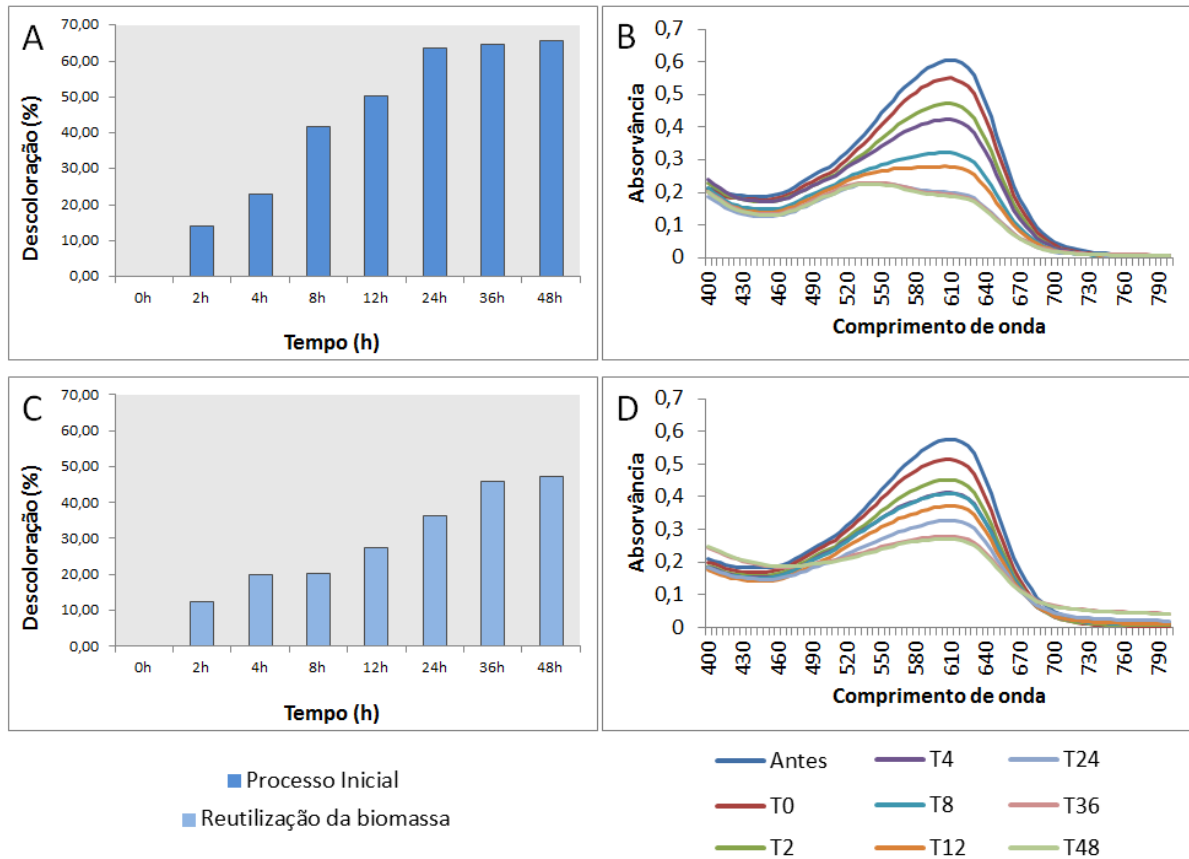 A
Descoloração (%)
70,00
60,00
50,00
40,00
30,00
20,00
10,00
0,00
0h 2h 4h 8h 12h 24h 36h 48h
Tempo (h)
B
Absorvância
0,7
0,6
0,5
0,4
0,3
0,2
0,1
0
400 430 460 490 520 550 580 610 640 670 700 730 760 790
Comprimento de onda
C
Descoloração (%)
70,00
60,00
50,00
40,00
30,00
20,00
10,00
0,00
0h 2h 4h 8h 12h 24h 36h 48h
Tempo (h)
D
Absorvância
0,7
0,6
0,5
0,4
0,3
0,2
0,1
0
400 430 460 490 520 550 580 610 640 670 700 730 760 790
Comprimento de onda
Processo Inicial
Reutilização da biomassa
Antes T4 T24
T0 T8 T36
T2 T12 T48